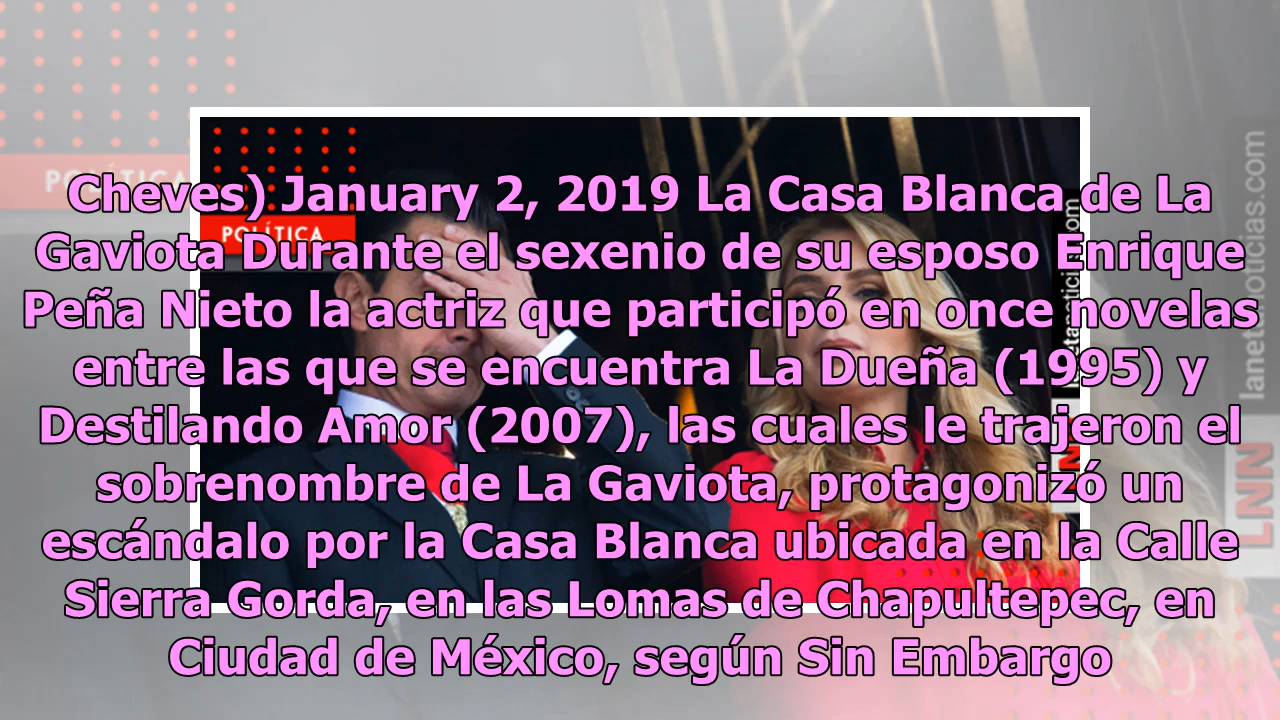 POLÍTICA
Cheves) January 2, 2019 La Casa Blanca de La
Gaviota Durante el sexenio de su esposo Enrique
Peña Nieto la actriz que participó en once novelas
entre las que se encuentra La Dueña (1995) y
Destilando Amor (2007), las cuales le trajeron el
sobrenombre de La Gaviota, protagonizó un
escándalo por la Casa Blanca ubicada en la Calle
Sierra Gorda, en las Lomas de Chapultepec, en
Ciudad de México, según Sin Embargo
POLÍTICA
lanetanoticias.com
LNN